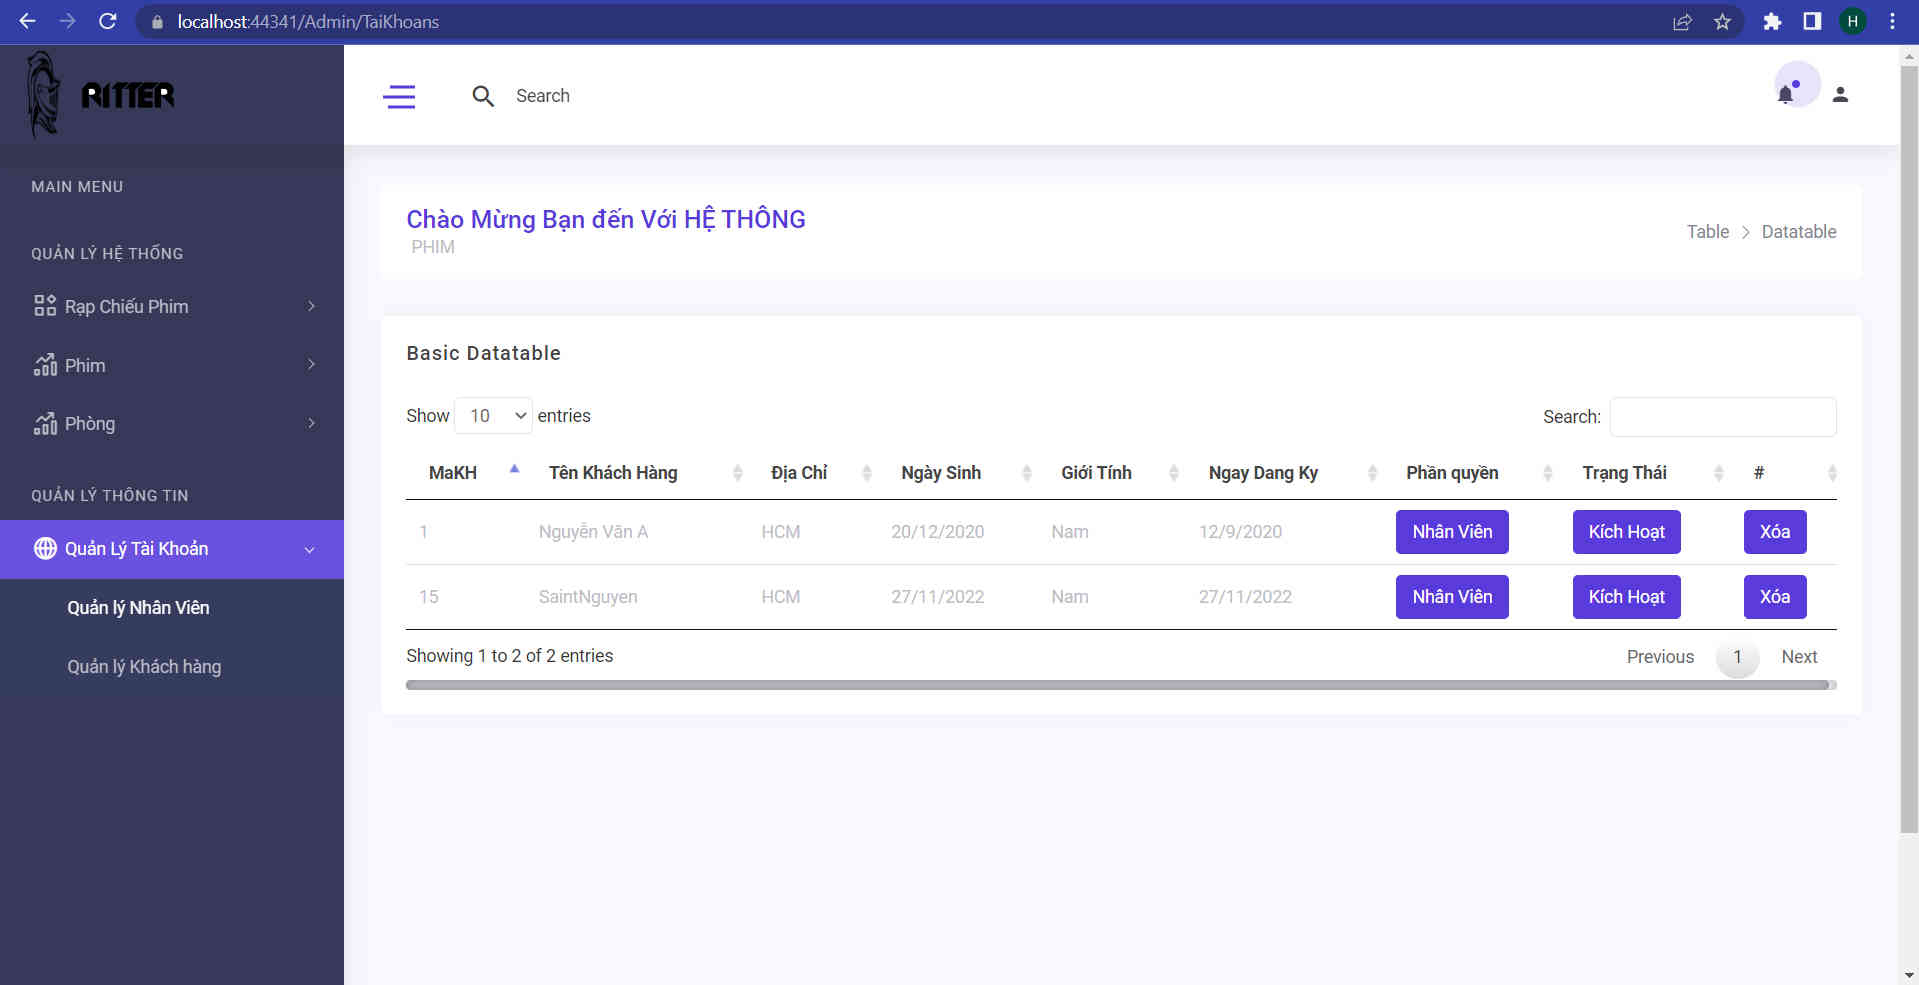 localhost:44341/Admin/TaiKhoans
H
RITTER
Search
MAIN MENU
Chào Mừng Bạn đến Với HỆ THÔNG
PHIM
Table > Datatable
QUẢN LÝ HỆ THỐNG
Rạp Chiếu Phim
Phim
Phòng
QUẢN LÝ THÔNG TIN
Quản Lý Tài Khoản
Quản lý Nhân Viên
Quản lý Khách hàng
Basic Datatable
Show 10 entries
Search:
MaKH Tên Khách Hàng Địa Chỉ Ngày Sinh Giới Tính Ngay Dang Ky Phần quyền Trạng Thái #
1 Nguyễn Văn A HCM 20/12/2020 Nam 12/9/2020 Nhân Viên Kích Hoạt Xóa
15 SaintNguyen HCM 27/11/2022 Nam 27/11/2022 Nhân Viên Kích Hoạt Xóa
Showing 1 to 2 of 2 entries
Previous 1 Next